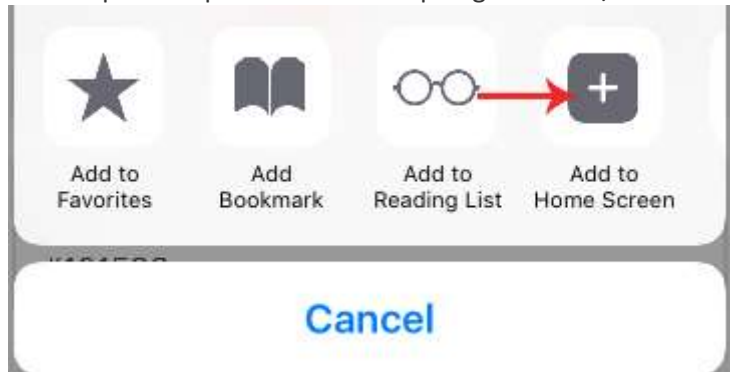 Add to
Favorites
Add
Bookmark
Add to
Reading List
Add to
Home Screen
Cancel